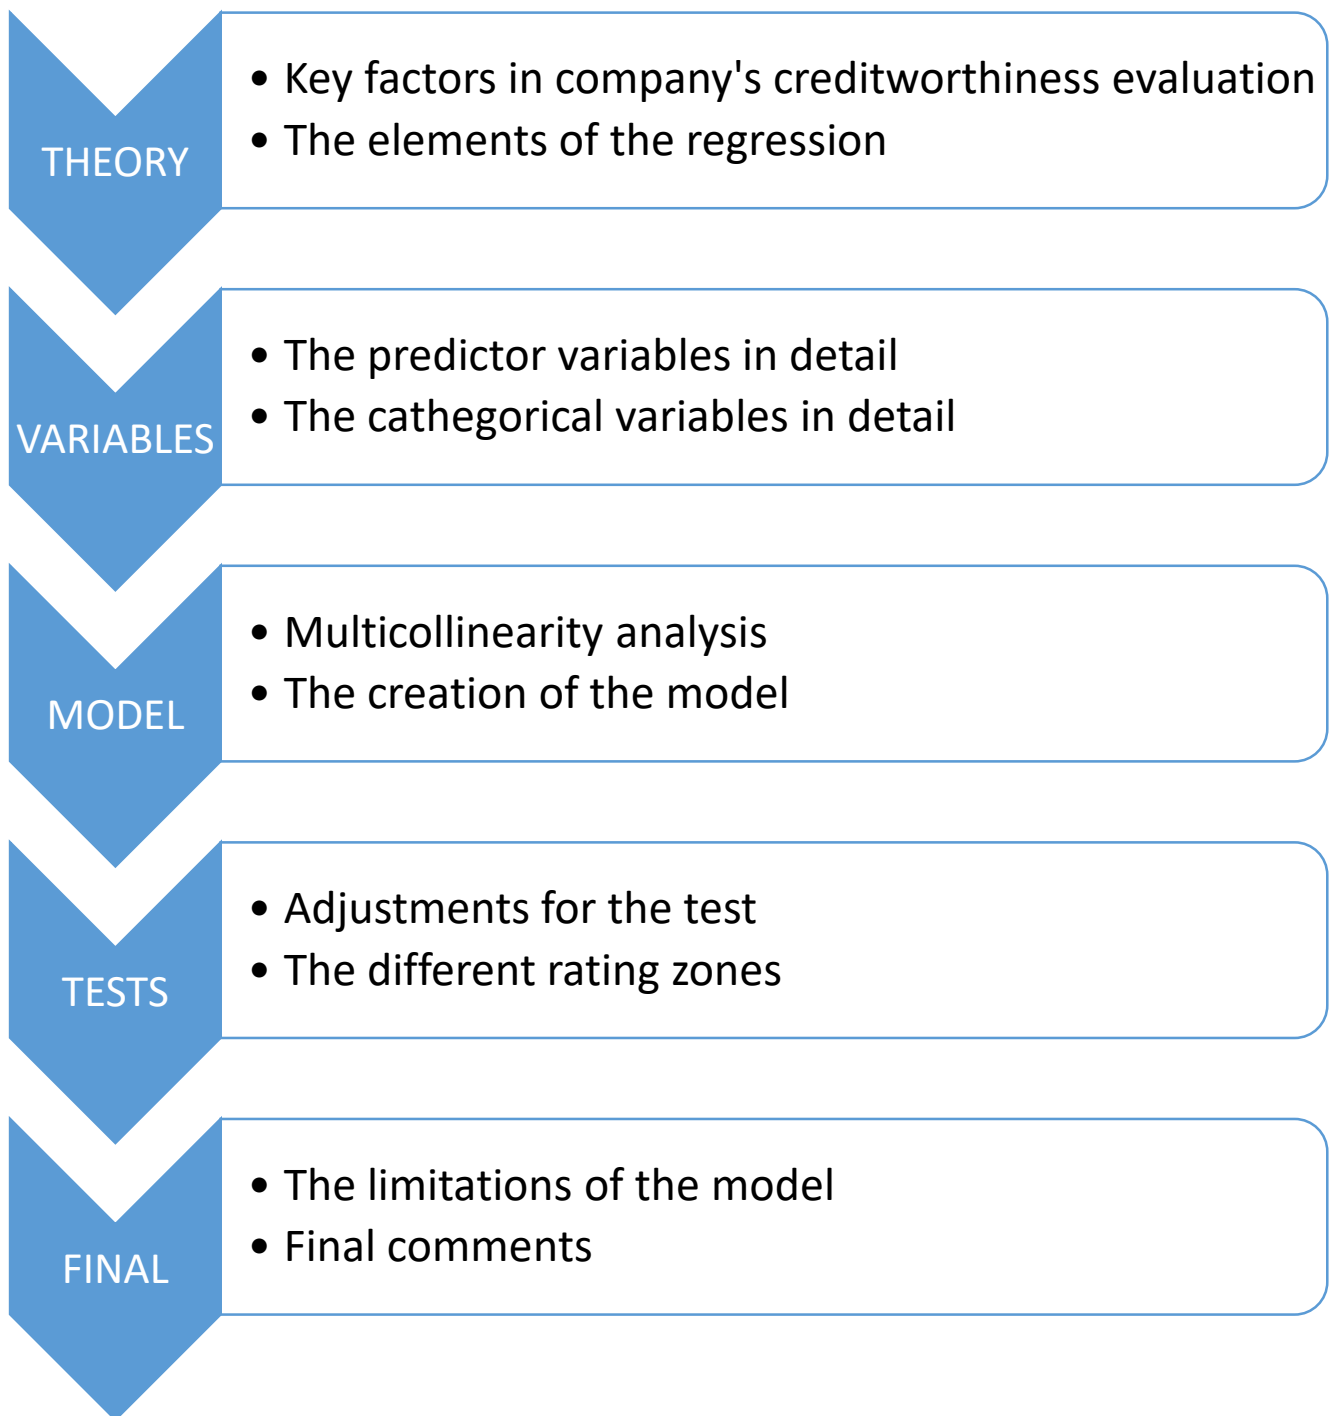 THEORY
• Key factors in company's creditworthiness evaluation
• The elements of the regression
VARIABLES
• The predictor variables in detail
• The cathegorical variables in detail
MODEL
• Multicollinearity analysis
• The creation of the model
TESTS
• Adjustments for the test
• The different rating zones
FINAL
• The limitations of the model
• Final comments